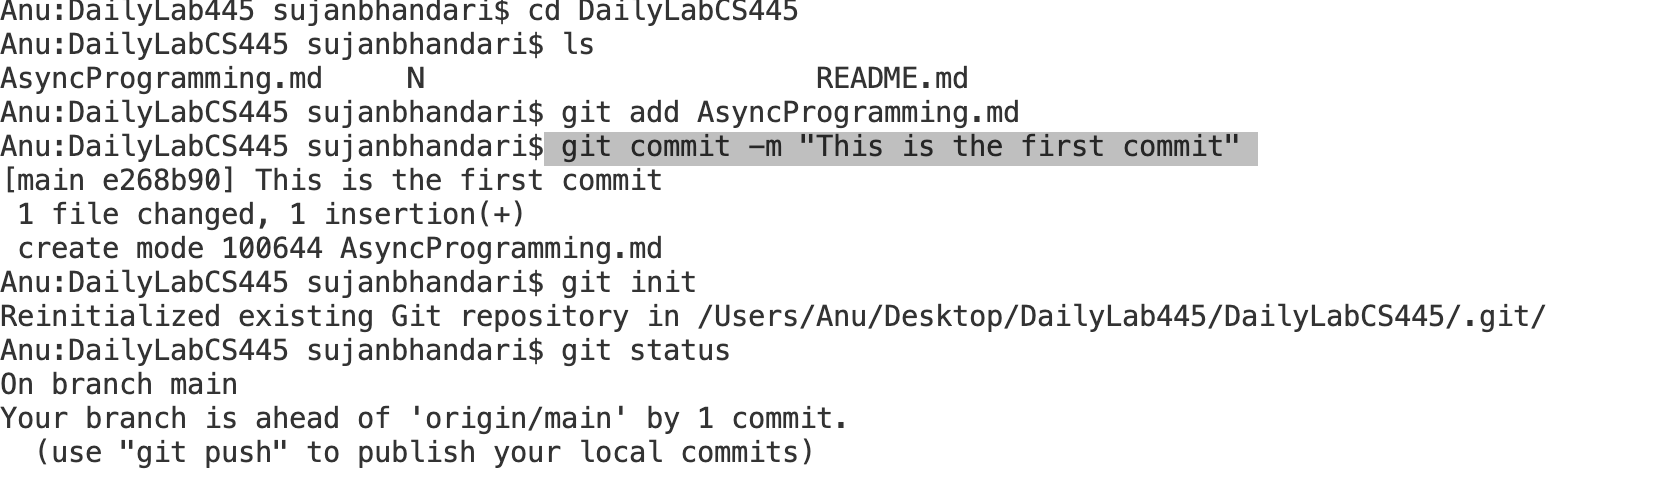 Anu:DailyLab445 sujanbhandari$ cd DailyLabCS445
Anu:DailyLabCS445 sujanbhandari$ ls
AsyncProgramming.md     N                       README.md
Anu:DailyLabCS445 sujanbhandari$ git add AsyncProgramming.md
Anu:DailyLabCS445 sujanbhandari$ git commit -m "This is the first commit"
[main e268b90] This is the first commit
 1 file changed, 1 insertion(+)
 create mode 100644 AsyncProgramming.md
Anu:DailyLabCS445 sujanbhandari$ git init
Reinitialized existing Git repository in /Users/Anu/Desktop/DailyLab445/DailyLabCS445/.git/
Anu:DailyLabCS445 sujanbhandari$ git status
On branch main
Your branch is ahead of 'origin/main' by 1 commit.
  (use "git push" to publish your local commits)